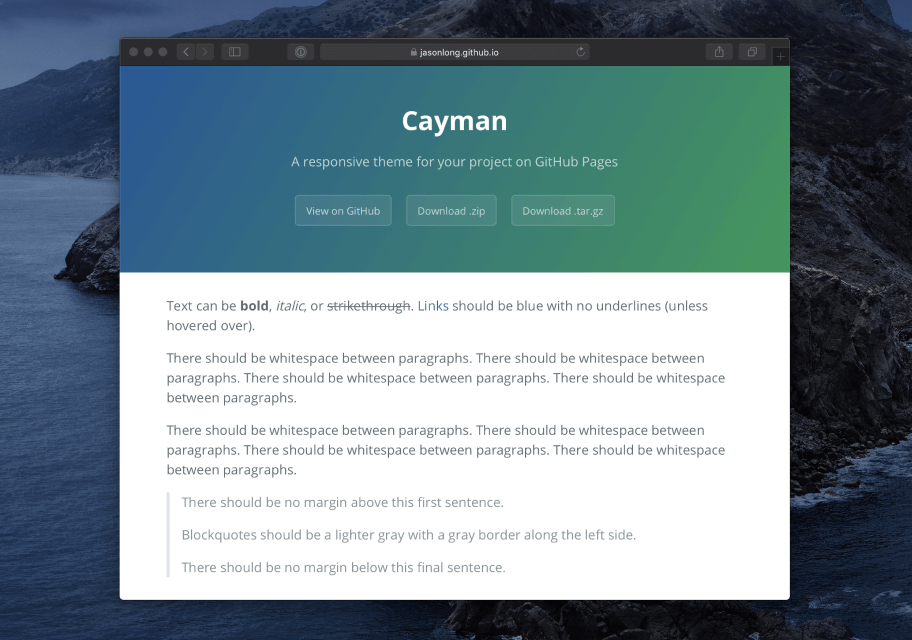 jasonlong.github.io
Cayman
A responsive theme for your project on GitHub Pages
View on GitHub
Download .zip
Download .tar.gz
Text can be bold, italic, or strikethrough. Links should be blue with no underlines (unless
hovered over).
There should be whitespace between paragraphs. There should be whitespace between
paragraphs. There should be whitespace between paragraphs. There should be whitespace
between paragraphs.
There should be whitespace between paragraphs. There should be whitespace between
paragraphs. There should be whitespace between paragraphs. There should be whitespace
between paragraphs.
There should be no margin above this first sentence.
Blockquotes should be a lighter gray with a gray border along the left side.
There should be no margin below this final sentence.